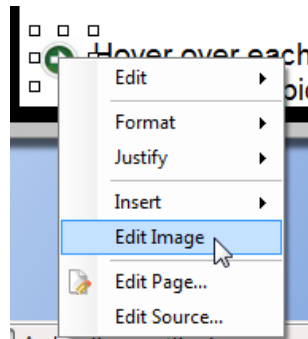 Hover over each
Edit
Format
Justify
Insert
Edit Image
Edit Page...
Edit Source...